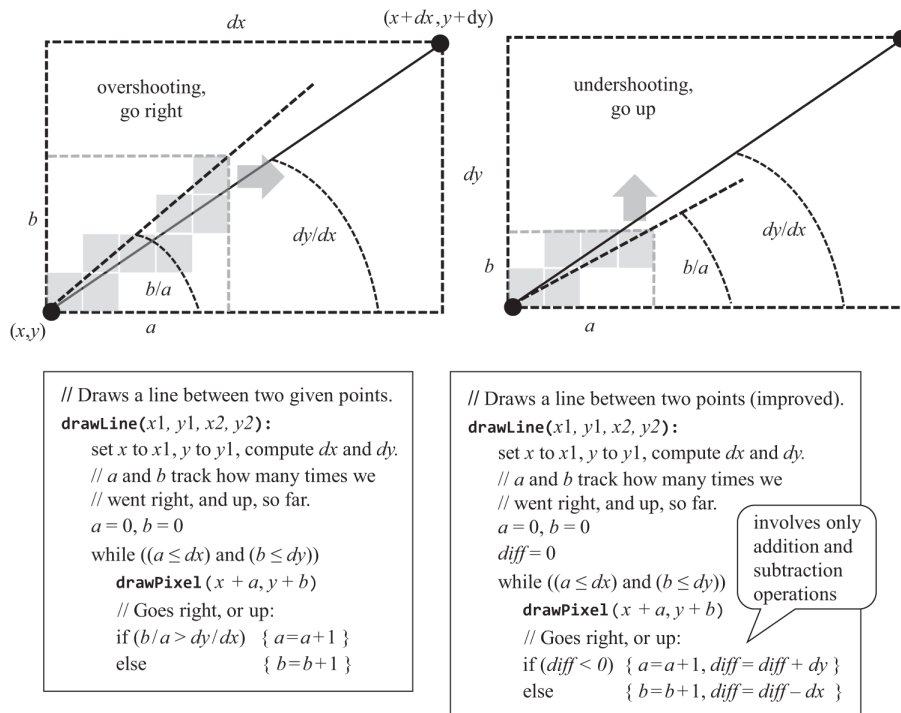 dx
(x+dx,y+dy)
overshooting,
go right
b
dy/dx
b/a
(x,y)
a
undershooting,
go up
dy
dy/dx
b
b/a
a
// Draws a line between two given points.
drawLine(x1, y1, x2, y2):
set x to x1, y to y1, compute dx and dy.
// a and b track how many times we
// went right, and up, so far.
a = 0, b = 0
while ((a ≤ dx) and (b ≤ dy))
drawPixel(x + a, y + b)
// Goes right, or up:
if (b/a > dy/dx) { a=a+1 }
else { b=b+1 }
// Draws a line between two points (improved).
drawLine(x1, y1, x2, y2):
set x to x1, y to y1, compute dx and dy.
// a and b track how many times we
// went right, and up, so far.
a = 0, b = 0
diff = 0
while ((a ≤ dx) and (b ≤ dy))
drawPixel(x + a, y + b)
// Goes right, or up:
if (diff < 0) { a=a+1, diff= diff + dy }
else { b=b+1, diff= diff – dx }
involves only
addition and
subtraction
operations